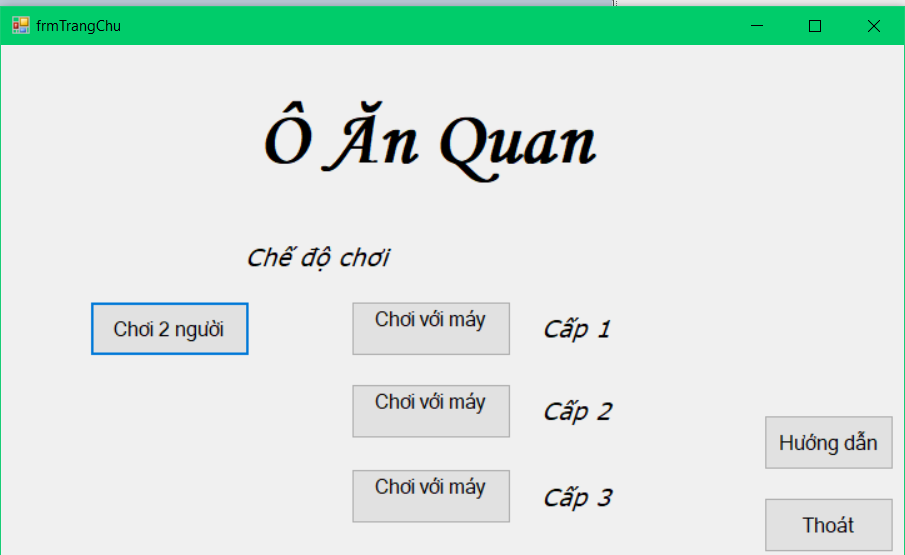 frmTrangChu
Ô Ăn Quan
Chế độ chơi
Chơi 2 người
Chơi với máy
Cấp 1
Chơi với máy
Cấp 2
Hướng dẫn
Chơi với máy
Cấp 3
Thoát